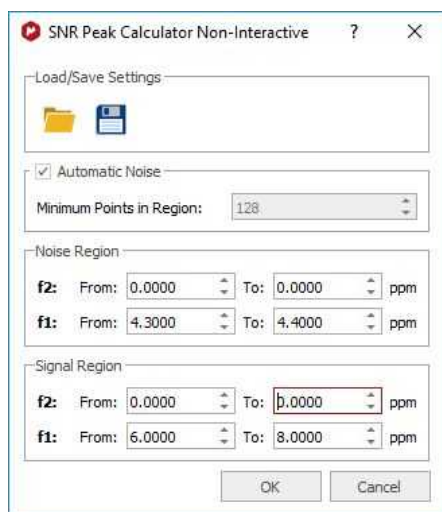 SNR Peak Calculator Non-Interactive ? ×
Load/Save Settings
Automatic Noise
Minimum Points in Region: 128
Noise Region
f2: From: 0.0000 To: 0.0000 ppm
f1: From: 4.3000 To: 4.4000 ppm
Signal Region
f2: From: 0.0000 To: 0.0000 ppm
f1: From: 6.0000 To: 8.0000 ppm
OK Cancel